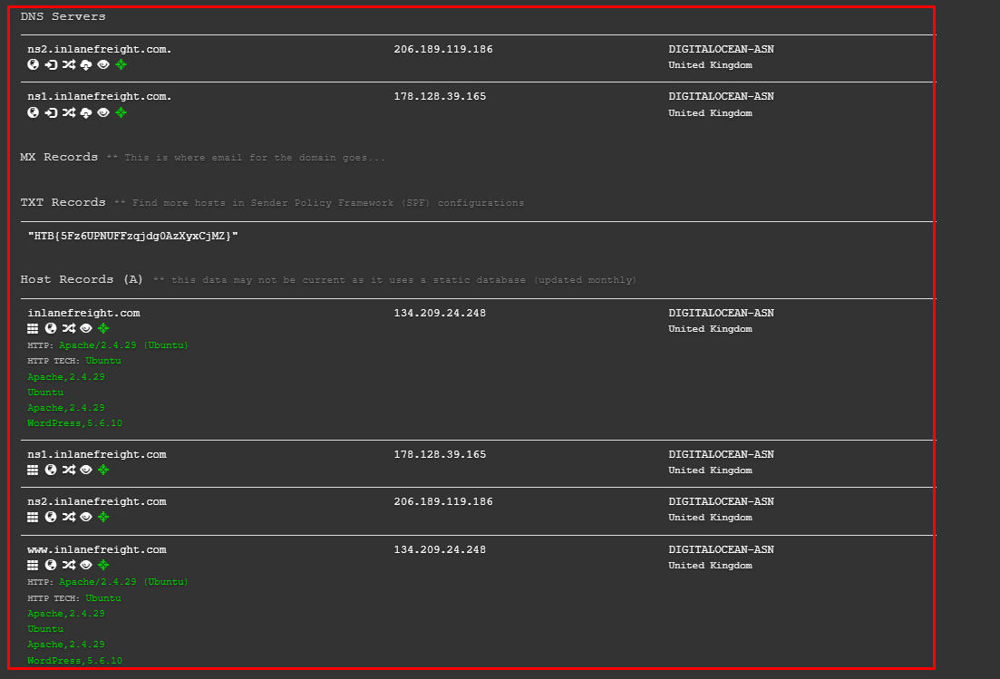 DNS Servers
ns2.inlanefreight.com. 206.189.119.186 DIGITALOCEAN-ASN
United Kingdom
ns1.inlanefreight.com. 178.128.39.165 DIGITALOCEAN-ASN
United Kingdom
MX Records ** This is where email for the domain goes...
TXT Records ** Find more hosts in Sender Policy Framework (SPF) configurations
"HTB{5Fz6UPNUFFzqjdg0AzXyxCjMZ}"
Host Records (A) ** this data may not be current as it uses a static database (updated monthly)
inlanefreight.com 134.209.24.248 DIGITALOCEAN-ASN
United Kingdom
HTTP: Apache/2.4.29 (Ubuntu)
HTTP TECH: Ubuntu
Apache,2.4.29
Ubuntu
Apache,2.4.29
WordPress,5.6.10
ns1.inlanefreight.com 178.128.39.165 DIGITALOCEAN-ASN
United Kingdom
ns2.inlanefreight.com 206.189.119.186 DIGITALOCEAN-ASN
United Kingdom
www.inlanefreight.com 134.209.24.248 DIGITALOCEAN-ASN
United Kingdom
HTTP: Apache/2.4.29 (Ubuntu)
HTTP TECH: Ubuntu
Apache,2.4.29
Ubuntu
Apache,2.4.29
WordPress,5.6.10